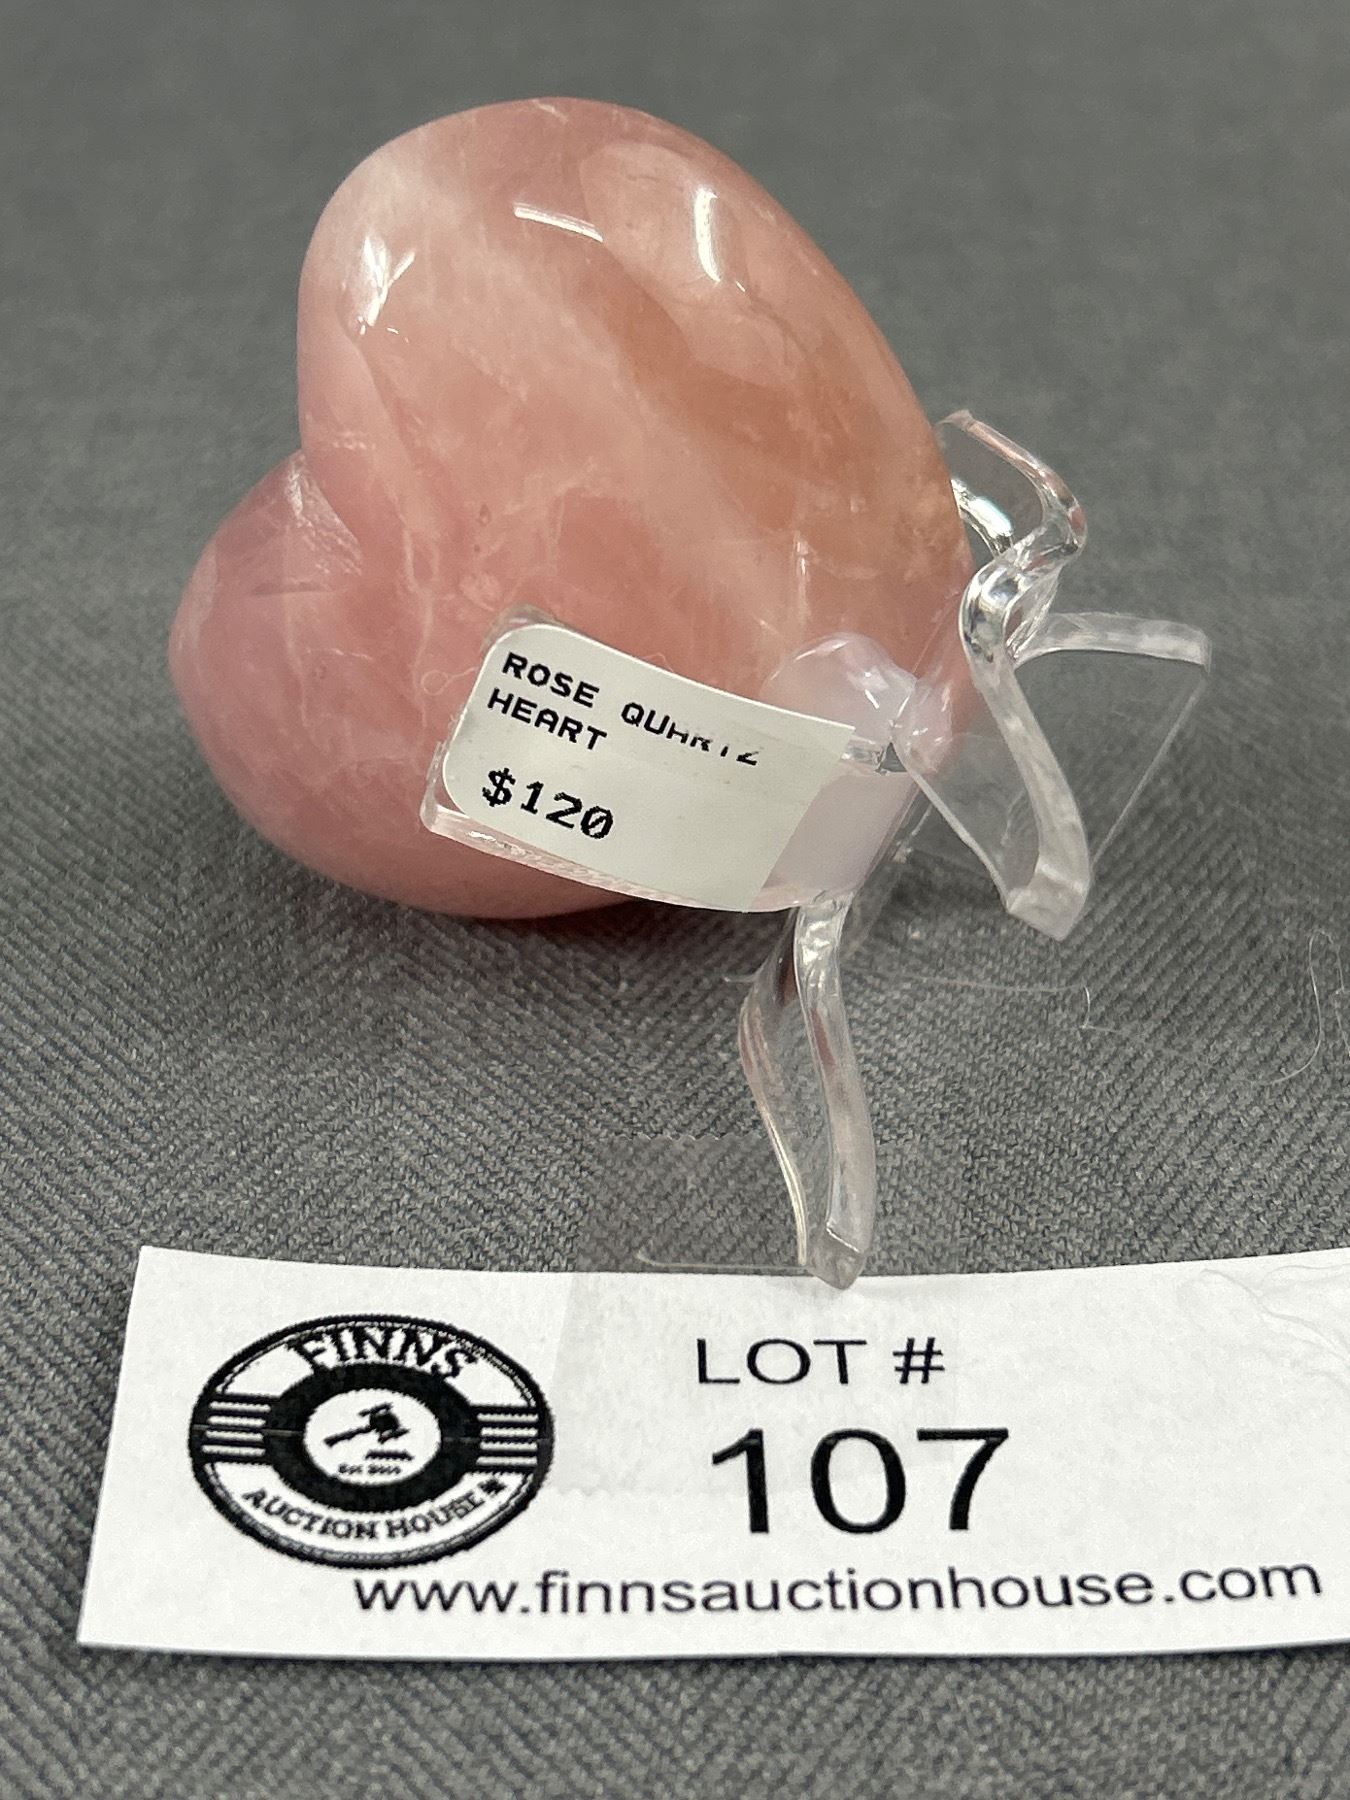 ROSE QUARTZ
HEART
$120
FINNS
AUCTION HOUSE
LOT #
107
www.finnsauctionhouse.com